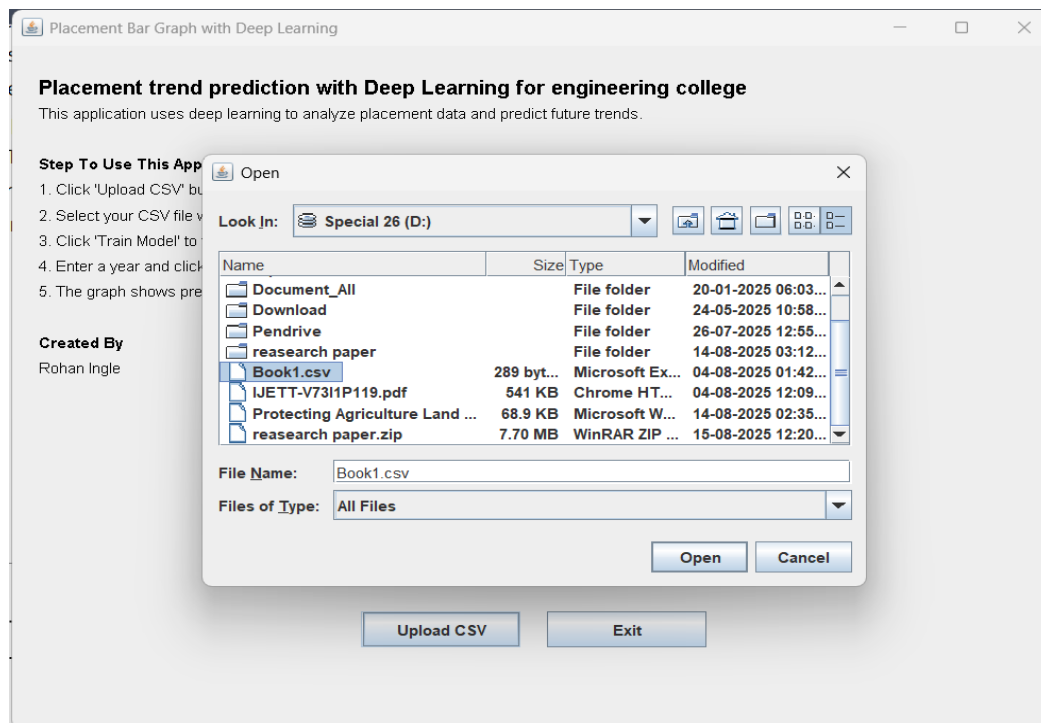 Placement Bar Graph with Deep Learning
Placement trend prediction with Deep Learning for engineering college
This application uses deep learning to analyze placement data and predict future trends.
Step To Use This App
1. Click 'Upload CSV' bu
2. Select your CSV file w
3. Click 'Train Model' to
4. Enter a year and click
5. The graph shows pre
Created By
Rohan Ingle
Open
Look In: Special 26 (D:)
Name Size Type Modified
Document_All File folder 20-01-2025 06:03...
Download File folder 24-05-2025 10:58...
Pendrive File folder 26-07-2025 12:55...
reasearch paper File folder 14-08-2025 03:12...
Book1.csv 289 byt... Microsoft Ex... 04-08-2025 01:42...
IJETT-V73I1P119.pdf 541 KB Chrome HT... 04-08-2025 12:09...
Protecting Agriculture Land ... 68.9 KB Microsoft W... 14-08-2025 02:35...
reasearch paper.zip 7.70 MB WinRAR ZIP ... 15-08-2025 12:20...
File Name: Book1.csv
Files of Type: All Files
Open Cancel
Upload CSV Exit